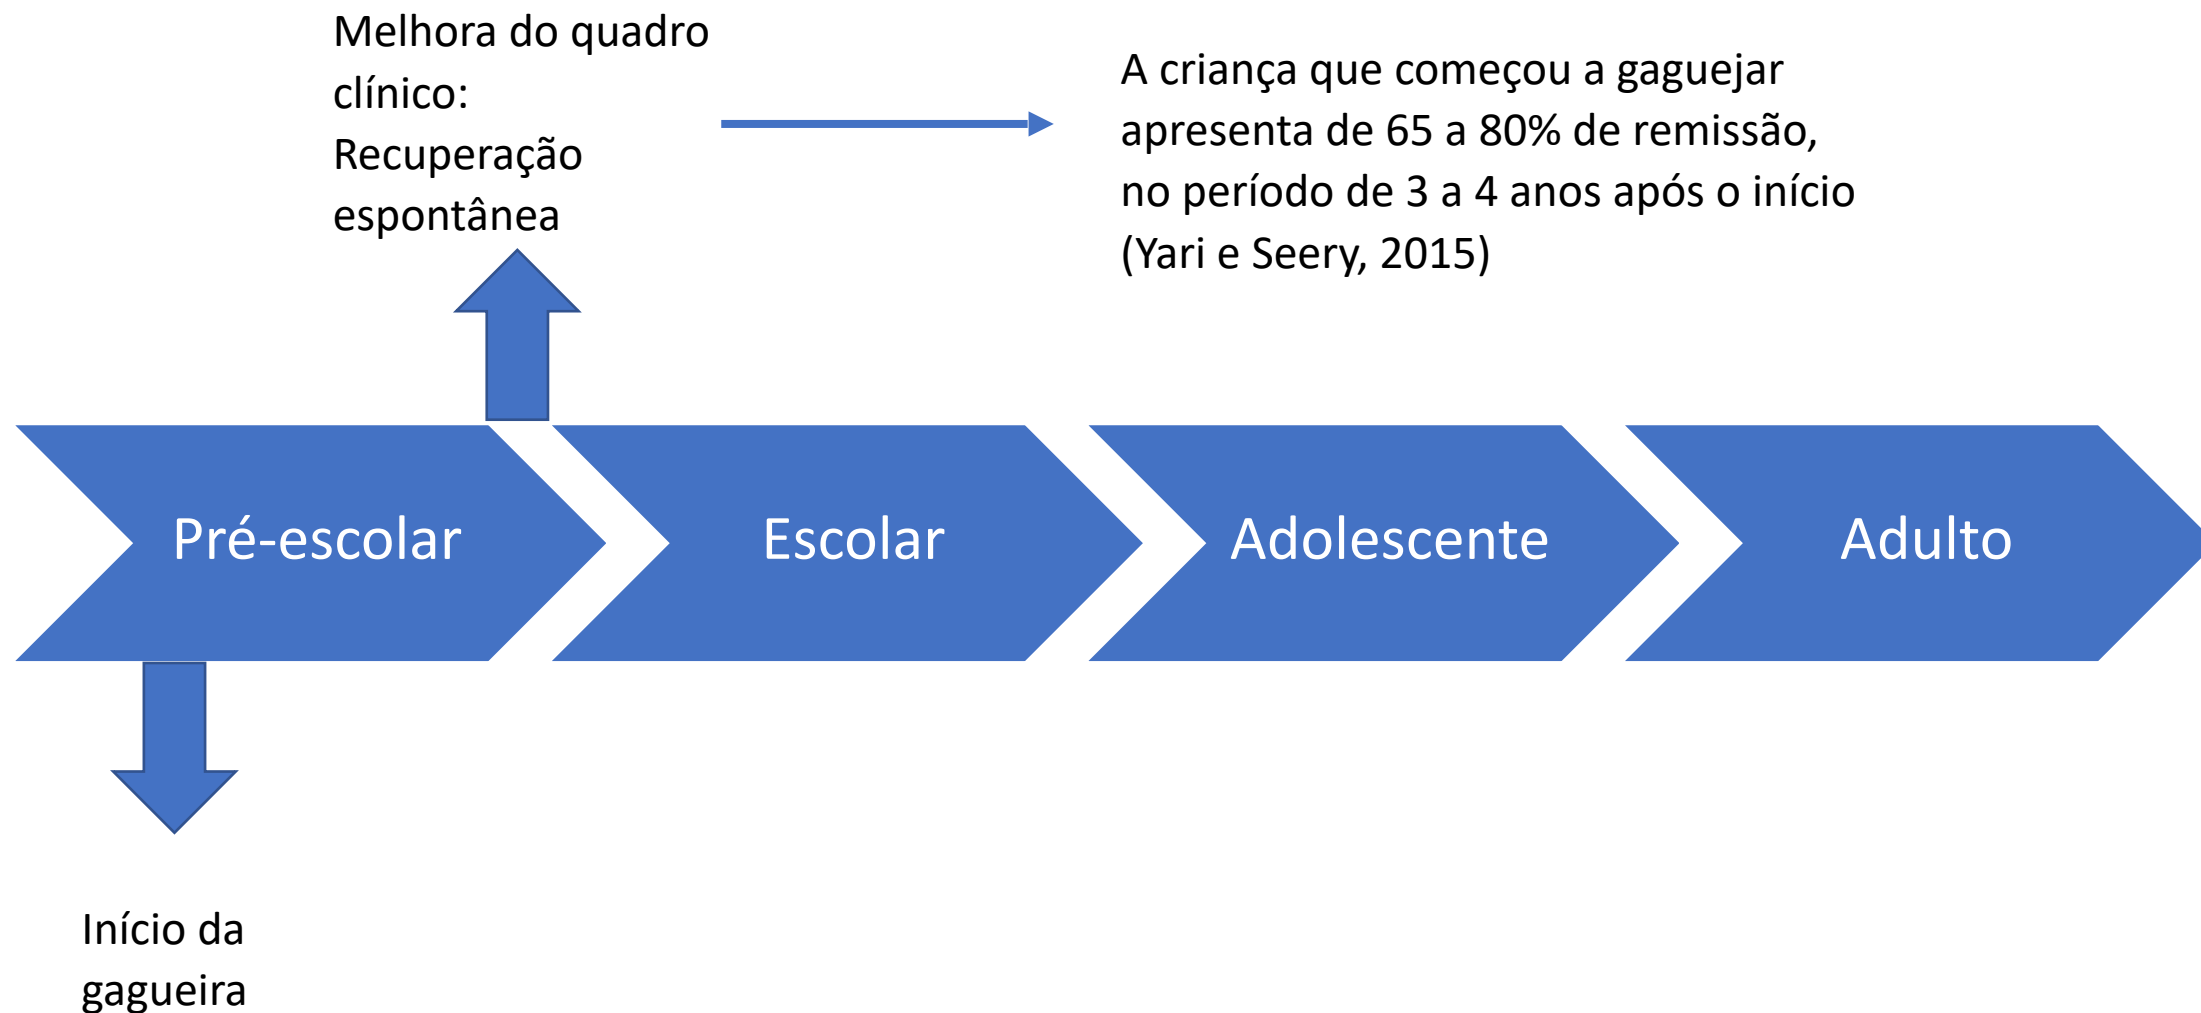 Melhora do quadro
clínico:
Recuperação
espontânea
A criança que começou a gaguejar
apresenta de 65 a 80% de remissão,
no período de 3 a 4 anos após o início
(Yari e Seery, 2015)
Pré-escolar
Escolar
Adolescente
Adulto
Início da
gagueira